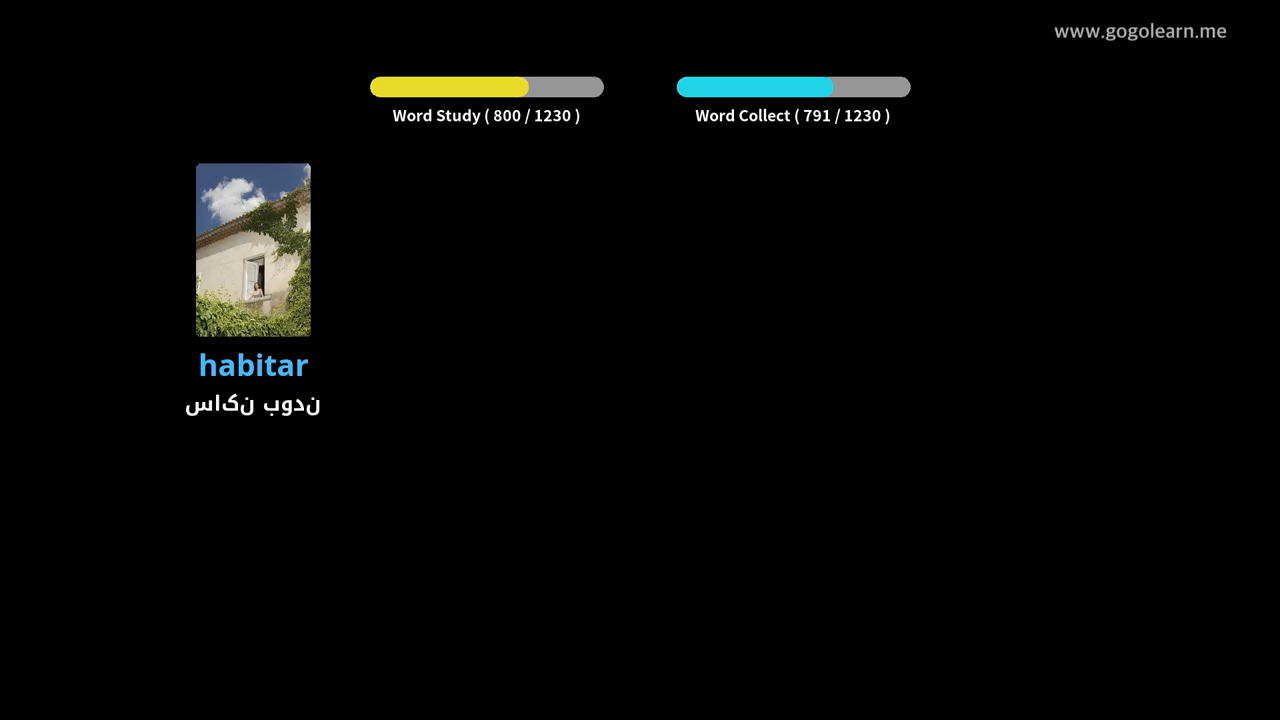 www.gogolearn.me
Word Study ( 800 / 1230 )
Word Collect ( 791 / 1230 )
habitar
ساکن بودن